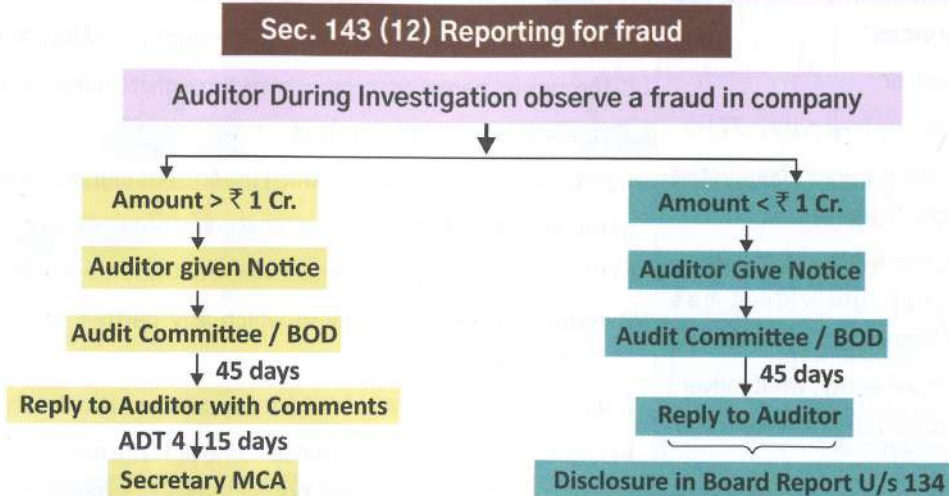 Sec. 143 (12) Reporting for fraud
Auditor During Investigation observe a fraud in company
Amount > ₹ 1 Cr.
Auditor given Notice
Audit Committee / BOD
45 days
Reply to Auditor with Comments
ADT 4 15 days
Secretary MCA
Amount < ₹ 1 Cr.
Auditor Give Notice
Audit Committee / BOD
45 days
Reply to Auditor
Disclosure in Board Report U/s 134